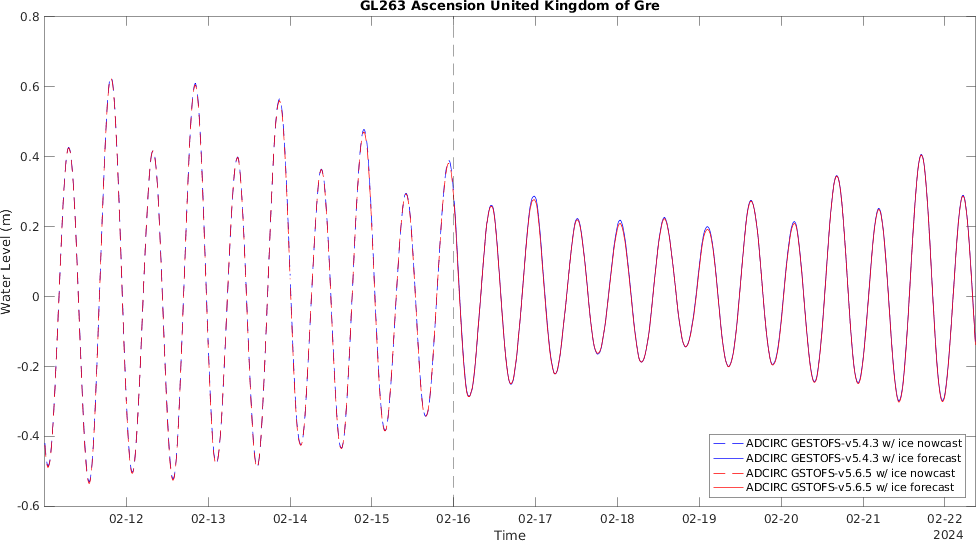 GL263 Ascension United Kingdom of Gre
0.8
0.6
0.4
0.2
0
-0.2
-0.4
-0.6
Water Level (m)
ADCIRC GESTOFS-v5.4.3 w/ ice nowcast
ADCIRC GESTOFS-v5.4.3 w/ ice forecast
ADCIRC GSTOFS-v5.6.5 w/ ice nowcast
ADCIRC GSTOFS-v5.6.5 w/ ice forecast
02-12 02-13 02-14 02-15 02-16 02-17 02-18 02-19 02-20 02-21 02-22
Time
2024